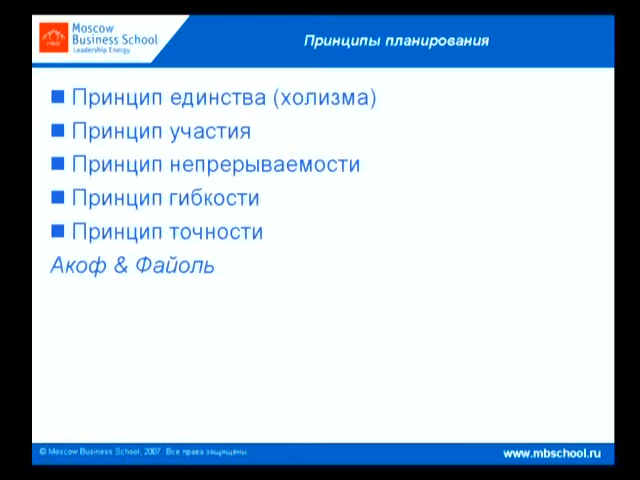 Moscow
Business School
Leadership Energy
Принципы планирования
Принцип единства (холизма)
Принцип участия
Принцип непрерываемости
Принцип гибкости
Принцип точности
Акоф & Файоль
© Moscow Business School, 2007 Все права защищены
www.mbschool.ru